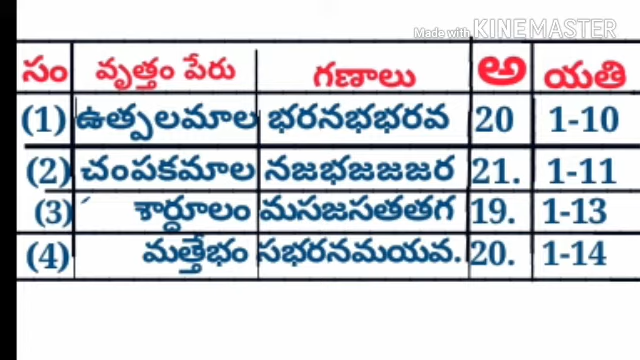 Made with KINEMASTER
సం వృత్తం పేరు గణాలు అ యతి
(1) ఉత్పలమాల భరనభభరవ 20 1-10
(2) చంపకమాల నజభజజజర 21. 1-11
(3) శార్దూలం మసజసతతగ 19. 1-13
(4) మత్తేభం సభరనమయవ. 20. 1-14